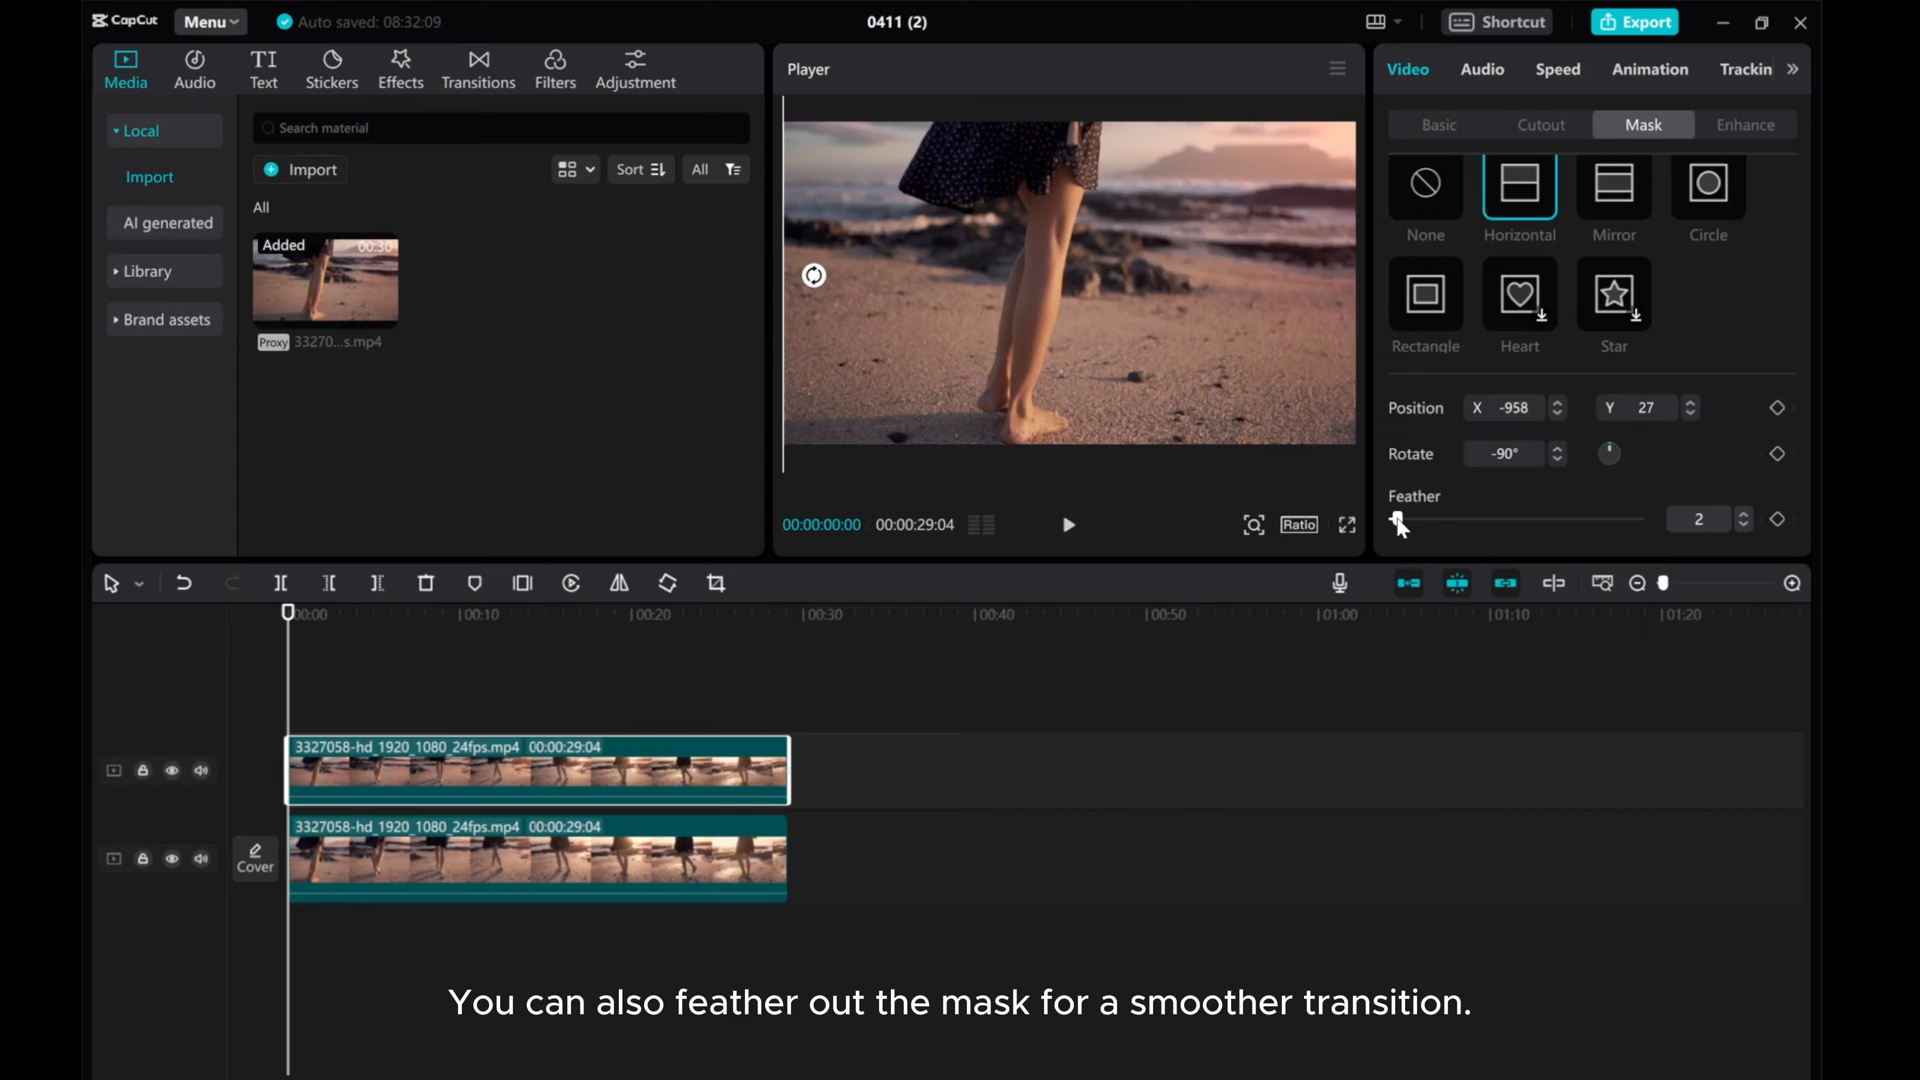 CapCut Menu Auto saved: 08:32:09 0411 (2) Shortcut Export
Media Audio Text Stickers Effects Transitions Filters Adjustment
Local
Import
AI generated
Library
Brand assets
Search material
Import Sort All
All
Added 00:30
Proxy 33270...s.mp4
Player
00:00:00:00 00:00:29:04 Ratio
Video Audio Speed Animation Trackin
Basic Cutout Mask Enhance
None Horizontal Mirror Circle
Rectangle Heart Star
Position X -958 Y 27
Rotate -90°
Feather
2
00:00 00:10 00:20 00:30 00:40 00:50 01:00 01:10 01:20
3327058-hd_1920_1080_24fps.mp4 00:00:29:04
3327058-hd_1920_1080_24fps.mp4 00:00:29:04
Cover
You can also feather out the mask for a smoother transition.